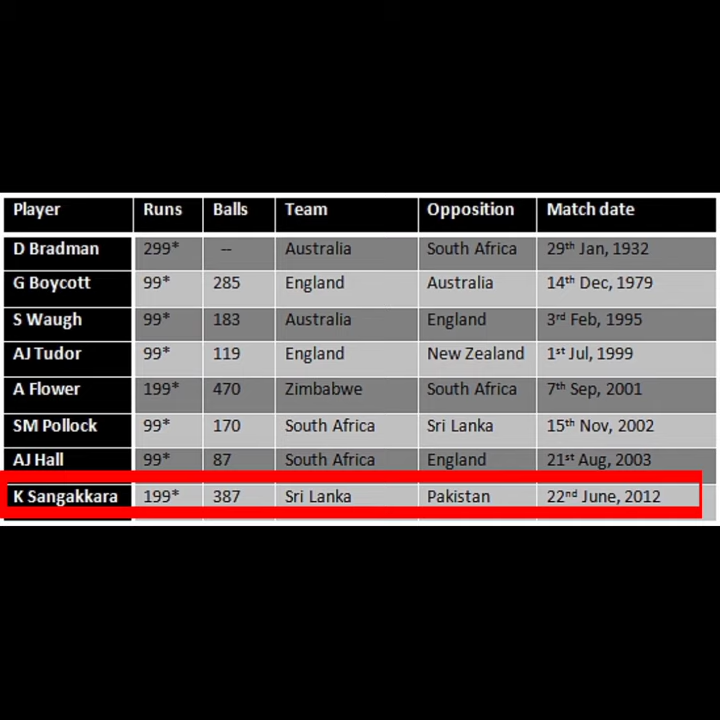 Player Runs Balls Team Opposition Match date
D Bradman 299* -- Australia South Africa 29th Jan, 1932
G Boycott 99* 285 England Australia 14th Dec, 1979
S Waugh 99* 183 Australia England 3rd Feb, 1995
AJ Tudor 99* 119 England New Zealand 1st Jul, 1999
A Flower 199* 470 Zimbabwe South Africa 7th Sep, 2001
SM Pollock 99* 170 South Africa Sri Lanka 15th Nov, 2002
AJ Hall 99* 87 South Africa England 21st Aug, 2003
K Sangakkara 199* 387 Sri Lanka Pakistan 22nd June, 2012